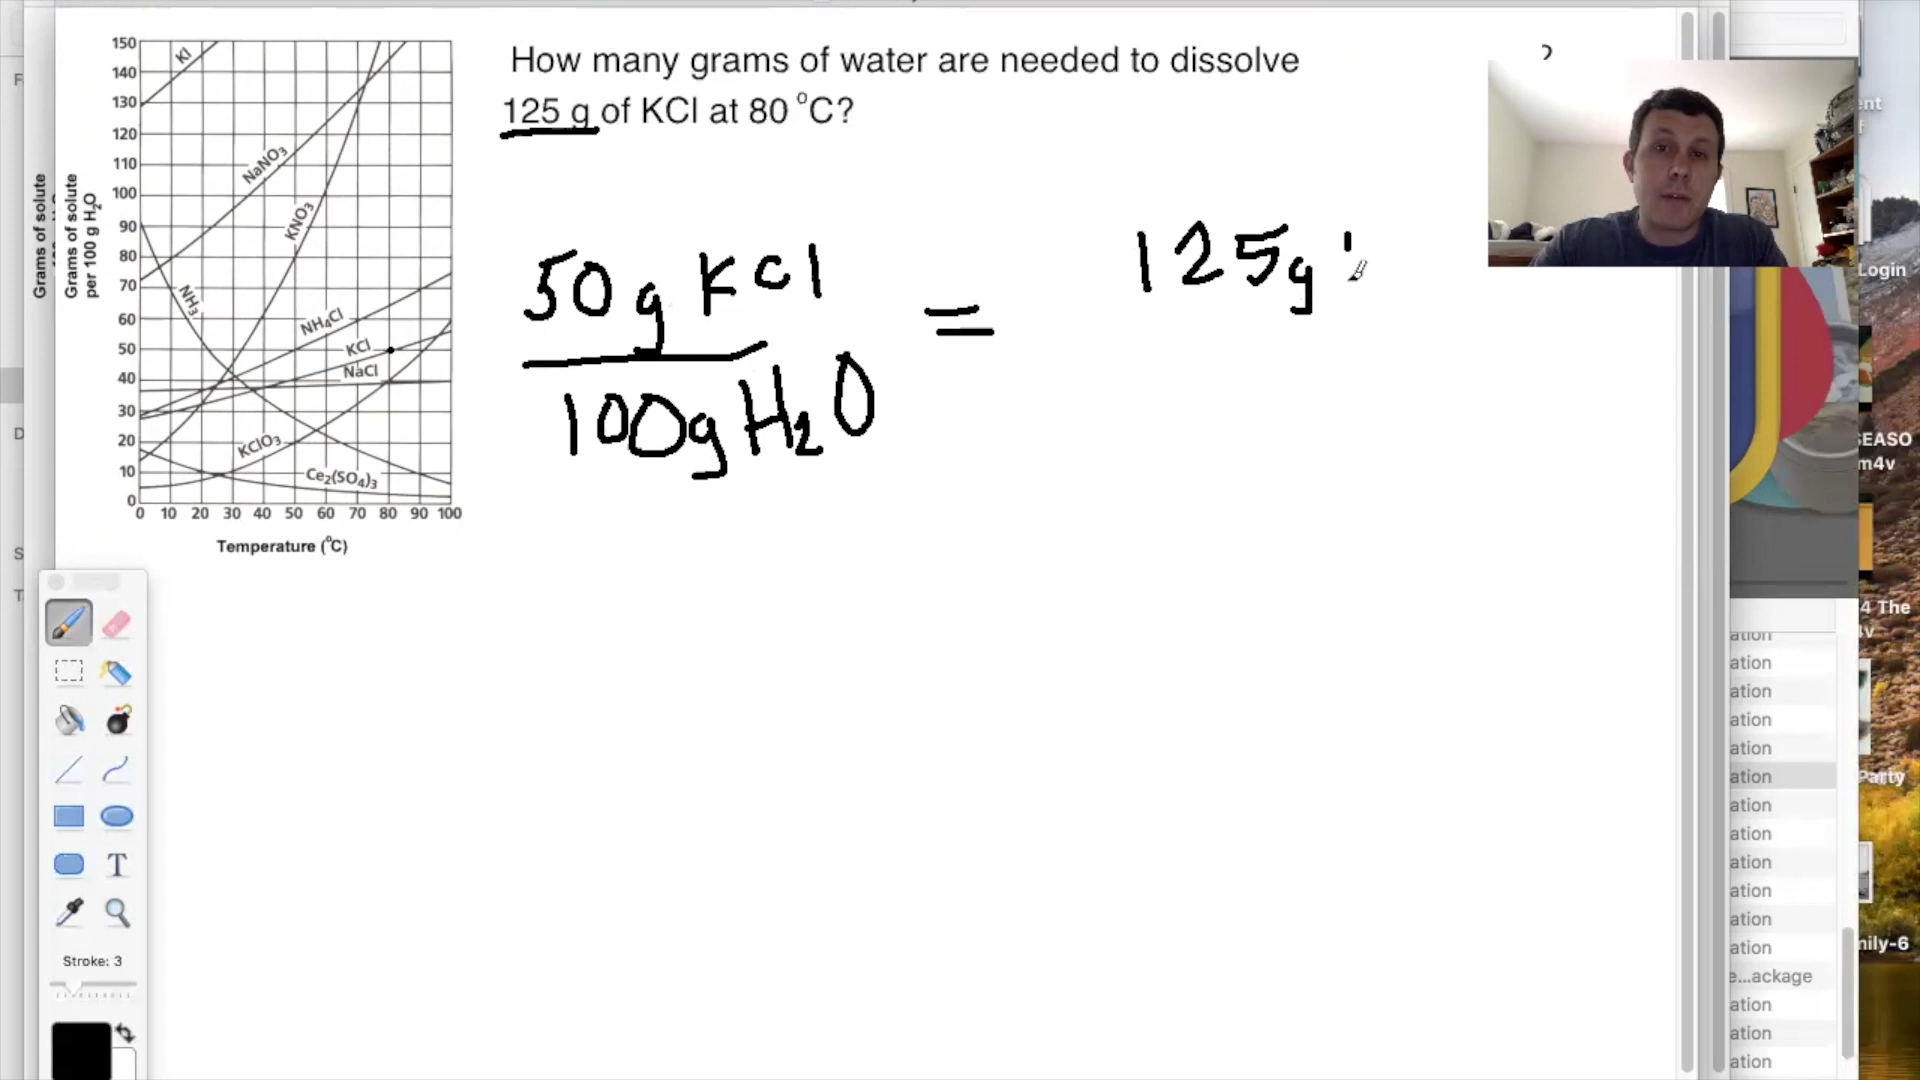 How many grams of water are needed to dissolve
125 g of KCl at 80 °C?
50 g KCl
100g H₂O
=
125g
Grams of solute
Grams of solute
per 100 g H₂O
150
140
130
120
110
100
90
80
70
60
50
40
30
20
10
0
0 10 20 30 40 50 60 70 80 90 100
Temperature (°C)
KI
NaNO₃
KNO₃
NH₃
NH₄Cl
KCl
NaCl
KClO₃
Ce₂(SO₄)₃
Stroke: 3
T
ent
Login
SEASO
m4v
4 The
Party
nily-6
ation
ation
ation
ation
ation
ation
ation
ation
ation
ation
ation
ation
e...ackage
ation
ation
ation